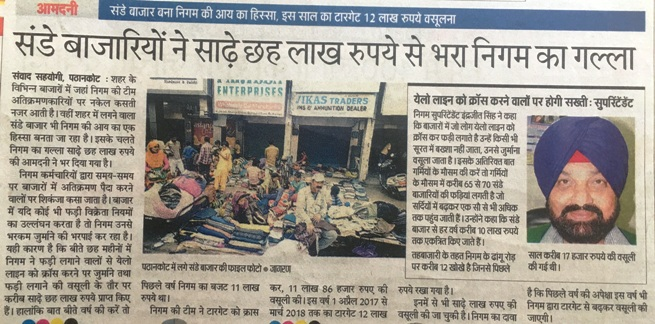 आमदनी
संडे बाजार बना निगम की आय का हिस्सा, इस साल का टारगेट 12 लाख रुपये वसूलना
संडे बाजारियों ने साढ़े छह लाख रुपये से भरा निगम का गल्ला
संवाद सहयोगी, पठानकोट : शहर के
विभिन्न बाजारों में जहां निगम की टीम
अतिक्रमणकारियों पर नकेल कसती
नजर आती है। वहीं शहर में लगने वाला
संडे बाजार भी निगम की आय का एक
हिस्सा बनता जा रहा है। इसके चलते
निगम का गल्ला साढ़े छह लाख रुपये
की आमदनी ने भर दिया गया है।
निगम कर्मचारियों द्वारा समय-समय
पर बाजारों में अतिक्रमण पैदा करने
वालों पर शिकंजा कसा जाता है। बाजार
में यदि कोई भी फड़ी विक्रेता नियमों
का उल्लंघन करता है तो निगम उनसे
भरकम जुर्माने की भरपाई कर रहा है।
यही कारण है कि बीते छह महीनों में
निगम ने फड़ी लगाने वालों से येलो
लाइन को क्रॉस करने पर जुर्माने तथा
फड़ी लगाने की वसूली के तौर पर
करीब साढ़े छह लाख रुपये प्राप्त किए
हैं। हालांकि बात बीते वर्ष की करें तो
ENTERPRISES
VIKAS TRADERS
ARMS & AMMUNITION DEALER
पठानकोट में लगे संडे बाजार की फाइल फोटो ● जागरण
पिछले वर्ष निगम का बजट 11 लाख
रुपये था।
निगम की टीम ने टारगेट को क्रास
कर, 11 लाख 86 हजार रुपए की
वसूली की। इस वर्ष 1 अप्रैल 2017 से
मार्च 2018 तक का टारगेट 12 लाख
येलो लाइन को क्रॉस करने वालों पर होगी सख्ती : सुपरिंटेंडेंट
निगम सुपरिंटेंडेंट इंद्रजीत सिंह ने कहा
कि बाजारों में जो लोग येलो लाइन को
क्रॉस कर फड़ी लगाते है उन्हें किसी भी
सूरत में बख्शा नहीं जाता, उनसे जुर्माना
वसूला जाता है। इसके अतिरिक्त बात
गर्मियों के मौसम की करें तो गर्मियों
के मौसम में करीब 65 से 70 संडे
बाजारियों की फड़ियां लगती है जो
सर्दियों में बढ़कर एक सौ से भी अधिक
तक पहुंच जाती हैं। उन्होंने कहा कि संडे
बाजार से हर वर्ष करीब 10 लाख रुपये
तक एकत्रित किए जाते हैं।
तहबाजारी के तहत निगम के ढांगू रोड़
पर करीब 12 खोखे है जिनसे पिछले
साल करीब 17 हजार रुपये की वसूली
की गई थी।
रुपये रखा गया है।
इनमें से भी साढ़े लाख रुपए की
वसूली की जा चुकी है। निगम का दावा
है कि पिछले वर्ष की अपेक्षा इस वर्ष भी
निगम द्वारा टारगेट से बढ़कर वसूली की
जाएगी।